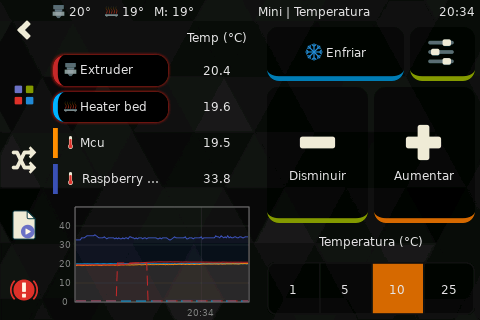 20° 19° M: 19° Mini | Temperatura 20:34
Temp (°C)
Extruder 20.4
Heater bed 19.6
Mcu 19.5
Raspberry ... 33.8
Enfriar
Disminuir Aumentar
40
30
20
10
0
20:34
Temperatura (°C)
1 5 10 25